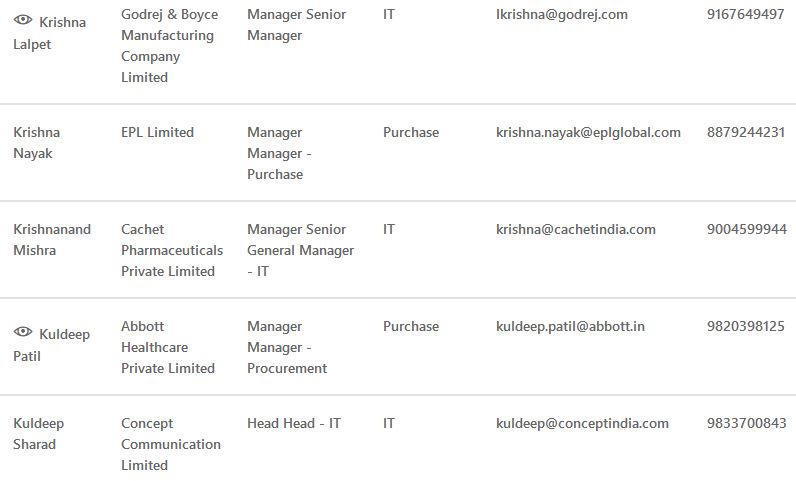 Krishna Lalpet Godrej & Boyce Manufacturing Company Limited Manager Senior Manager IT lkrishna@godrej.com 9167649497
Krishna Nayak EPL Limited Manager Manager - Purchase Purchase krishna.nayak@eplglobal.com 8879244231
Krishnanand Mishra Cachet Pharmaceuticals Private Limited Manager Senior General Manager - IT IT krishna@cachetindia.com 9004599944
Kuldeep Patil Abbott Healthcare Private Limited Manager Manager - Procurement Purchase kuldeep.patil@abbott.in 9820398125
Kuldeep Sharad Concept Communication Limited Head Head - IT IT kuldeep@conceptindia.com 9833700843